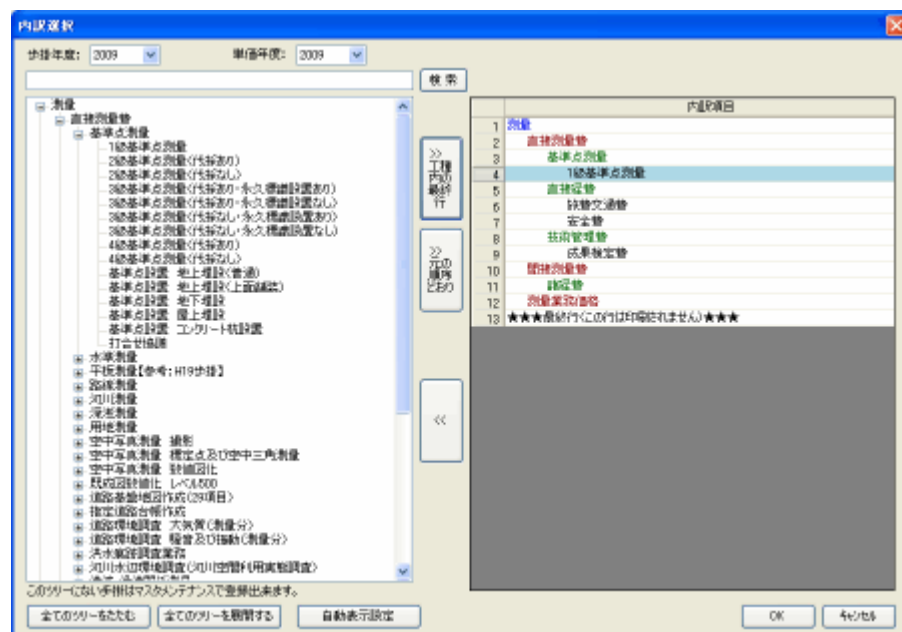 内訳選択
歩掛年度： 2009 単価年度： 2009
検 索
測量
直接測量費
基準点測量
1級基準点測量
2級基準点測量(伐採あり)
2級基準点測量(伐採なし)
3級基準点測量(伐採あり・永久標識設置あり)
3級基準点測量(伐採あり・永久標識設置なし)
3級基準点測量(伐採なし・永久標識設置あり)
3級基準点測量(伐採なし・永久標識設置なし)
4級基準点測量(伐採あり)
4級基準点測量(伐採なし)
基準点設置 地上埋設(普通)
基準点設置 地上埋設(上面舗装)
基準点設置 地下埋設
基準点設置 屋上埋設
基準点設置 コンクリート杭設置
打合せ協議
水準測量
平板測量【参考：H19歩掛】
路線測量
河川測量
深浅測量
用地測量
空中写真測量 撮影
空中写真測量 標定点及び空中三角測量
空中写真測量 数値図化
既成図数値化 レベル500
道路基盤地図作成(29項目)
指定道路台帳作成
道路環境調査 大気質(測量分)
道路環境調査 騒音及び振動(測量分)
洪水痕跡調査業務
河川水辺環境調査(河川空間利用実態調査)
このツリーにない歩掛はマスタメンテナンスで登録出来ます。
全てのツリーをたたむ 全てのツリーを展開する 自動表示設定
>>
工種
内の
最終
行
>>
元の
順序
どおり
<<
内訳項目
1 測量
2 直接測量費
3 基準点測量
4 1級基準点測量
5 直接経費
6 旅費交通費
7 安全費
8 技術管理費
9 成果検定費
10 間接測量費
11 諸経費
12 測量業務価格
13 ★★★最終行(この行は印刷されません)★★★
OK キャンセル